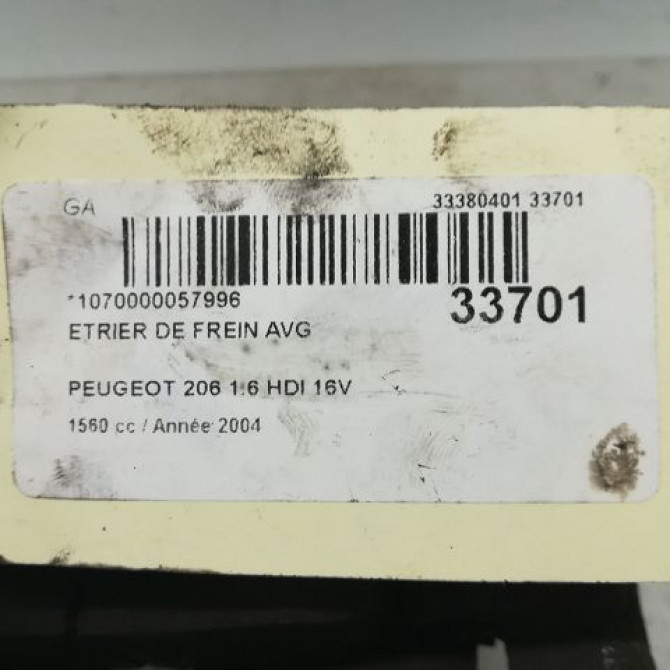 GA 33380401 33701
*1070000057996 33701
ETRIER DE FREIN AVG
PEUGEOT 206 1.6 HDI 16V
1560 cc / Année 2004